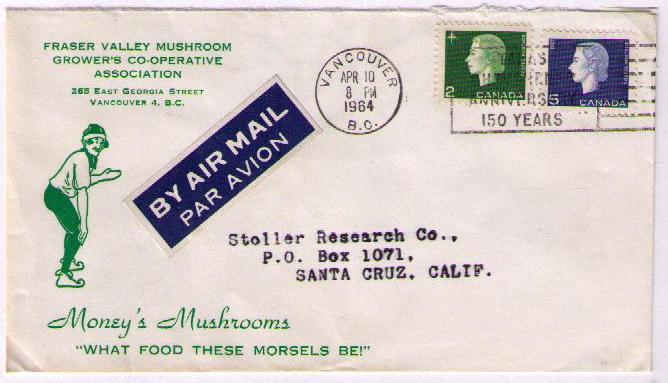 FRASER VALLEY MUSHROOM
GROWER'S CO-OPERATIVE
ASSOCIATION
265 EAST GEORGIA STREET
VANCOUVER 4, B.C.
VANCOUVER
APR 10
8 PM
1964
B.C.
2
CANADA
5
CANADA
150 YEARS
BY AIR MAIL
PAR AVION
Stoller Research Co.,
P.O. Box 1071,
SANTA CRUZ, CALIF.
Money's Mushrooms
"WHAT FOOD THESE MORSELS BE!"